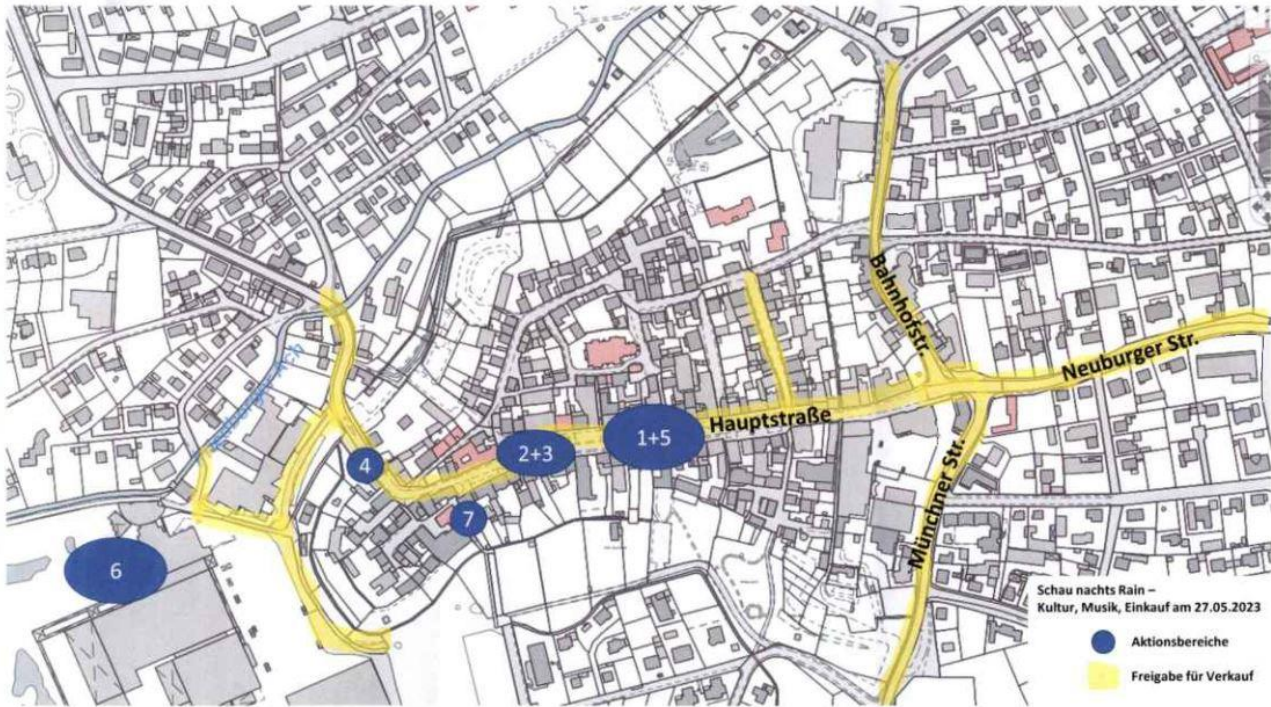 Bahnhofstr.
Neuburger Str.
Hauptstraße
1+5
2+3
4
7
Münchner Str.
6
Schau nachts Rain –
Kultur, Musik, Einkauf am 27.05.2023
Aktionsbereiche
Freigabe für Verkauf